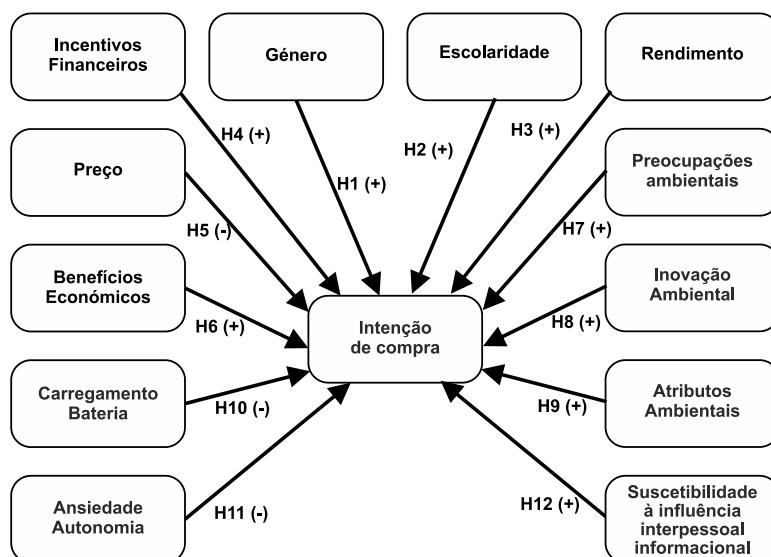 Incentivos
Financeiros
Género
Escolaridade
Rendimento
H4 (+)
H1 (+)
H2 (+)
H3 (+)
Preço
Preocupações
ambientais
H5 (-)
H7 (+)
Benefícios
Económicos
Inovação
Ambiental
H6 (+)
Intenção
de compra
H8 (+)
Carregamento
Bateria
H10 (-)
H9 (+)
Atributos
Ambientais
Ansiedade
Autonomia
H11 (-)
H12 (+)
Suscetibilidade
à influência
interpessoal
informacional